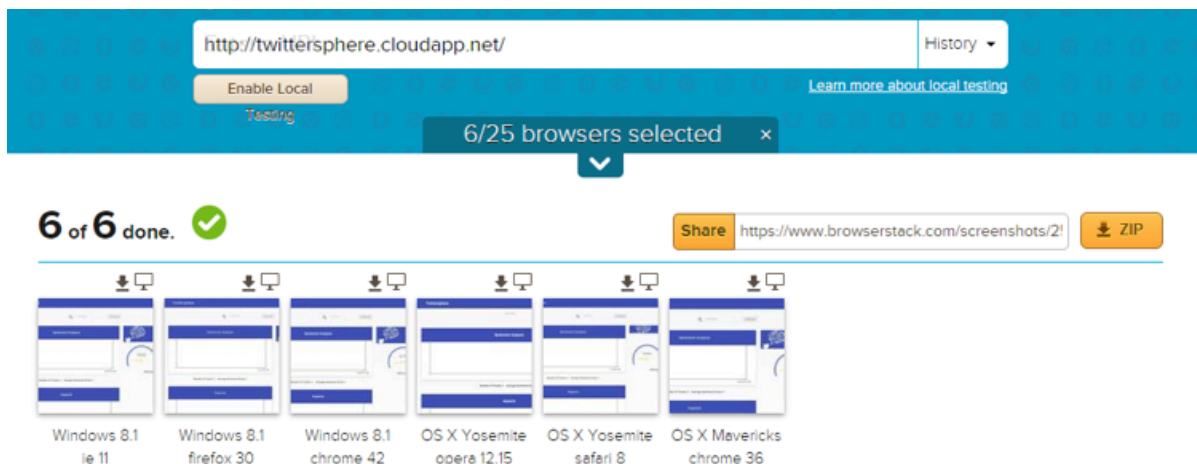 http://twittersphere.cloudapp.net/
History
Enable Local
Testing
Learn more about local testing
6/25 browsers selected ×
6 of 6 done.
Share https://www.browserstack.com/screenshots/2
ZIP
Windows 8.1
ie 11
Windows 8.1
firefox 30
Windows 8.1
chrome 42
OS X Yosemite
opera 12.15
OS X Yosemite
safari 8
OS X Mavericks
chrome 36